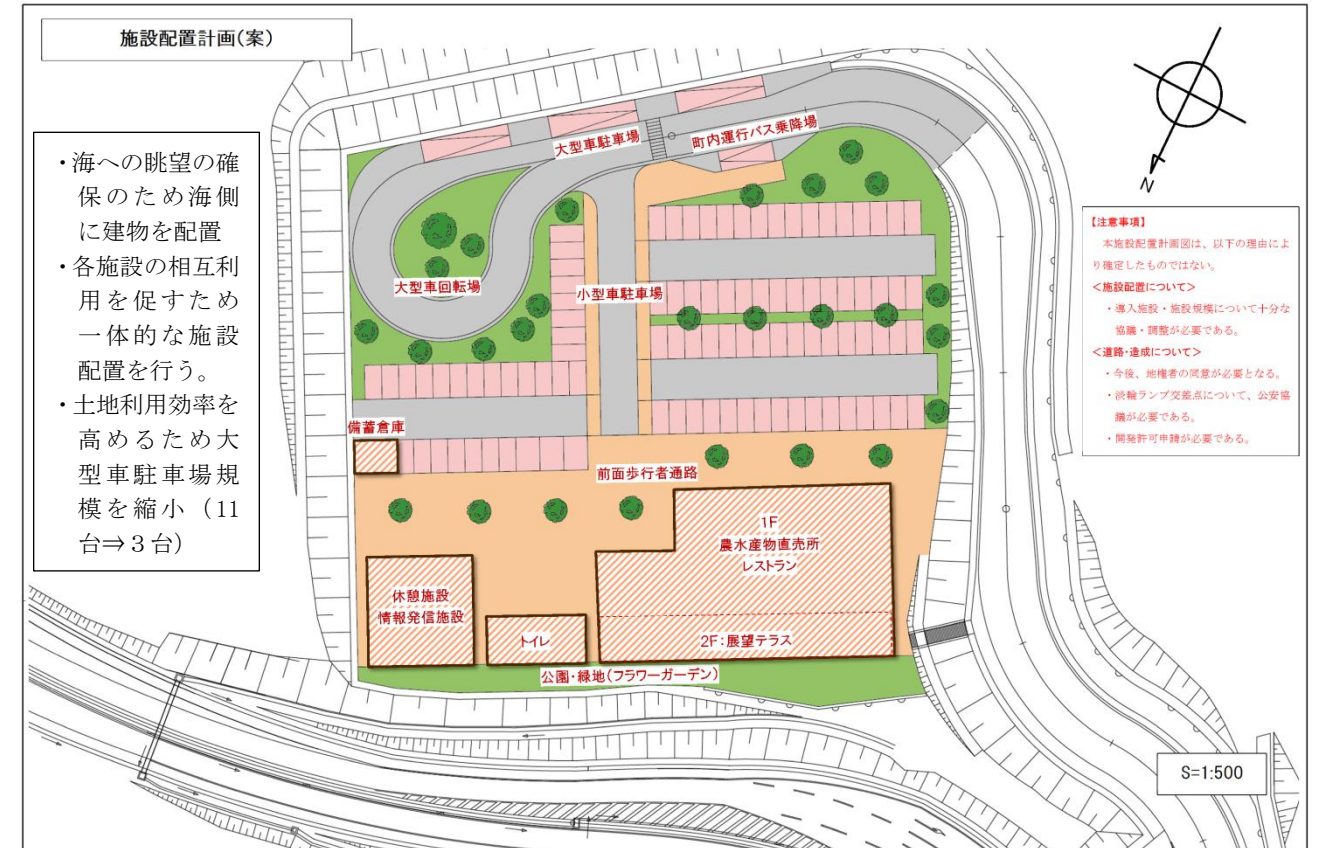 施設配置計画(案)
・海への眺望の確
保のため海側
に建物を配置
・各施設の相互利
用を促すため
一体的な施設
配置を行う。
・土地利用効率を
高めるため大
型車駐車場規
模を縮小(11
台⇒3台)
大型車駐車場
町内運行バス乗降場
大型車回転場
小型車駐車場
備蓄倉庫
前面歩行者通路
1F
農水産物直売所
レストラン
休憩施設
情報発信施設
トイレ
2F:展望テラス
公園・緑地(フラワーガーデン)
N
【注意事項】
本施設配置計画図は、以下の理由によ
り確定したものではない。
<施設配置について>
・導入施設・施設規模について十分な
協議・調整が必要である。
<道路・造成について>
・今後、地権者の同意が必要となる。
・淡輪ランプ交差点について、公安協
議が必要である。
・開発許可申請が必要である。
S=1:500